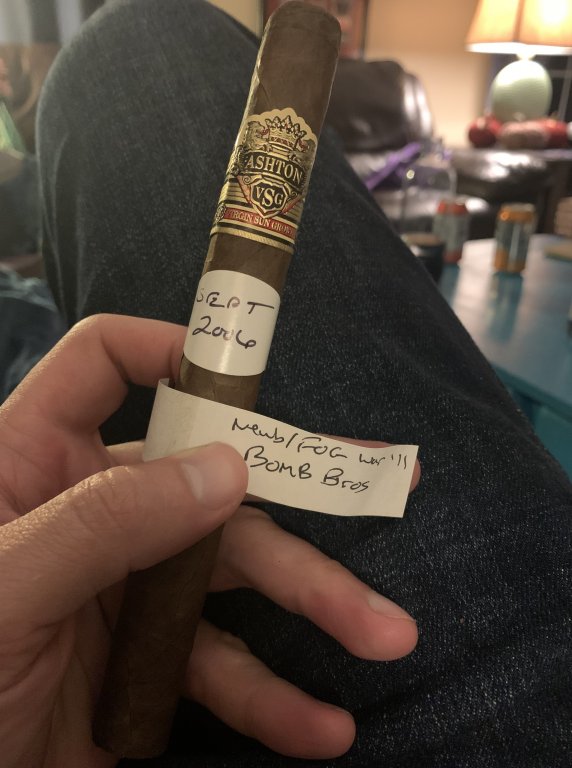 ASHTON
VSG
VIRGIN SUN GROWN
SEPT
2006
Newb/FOG War '11
BOMB Bros